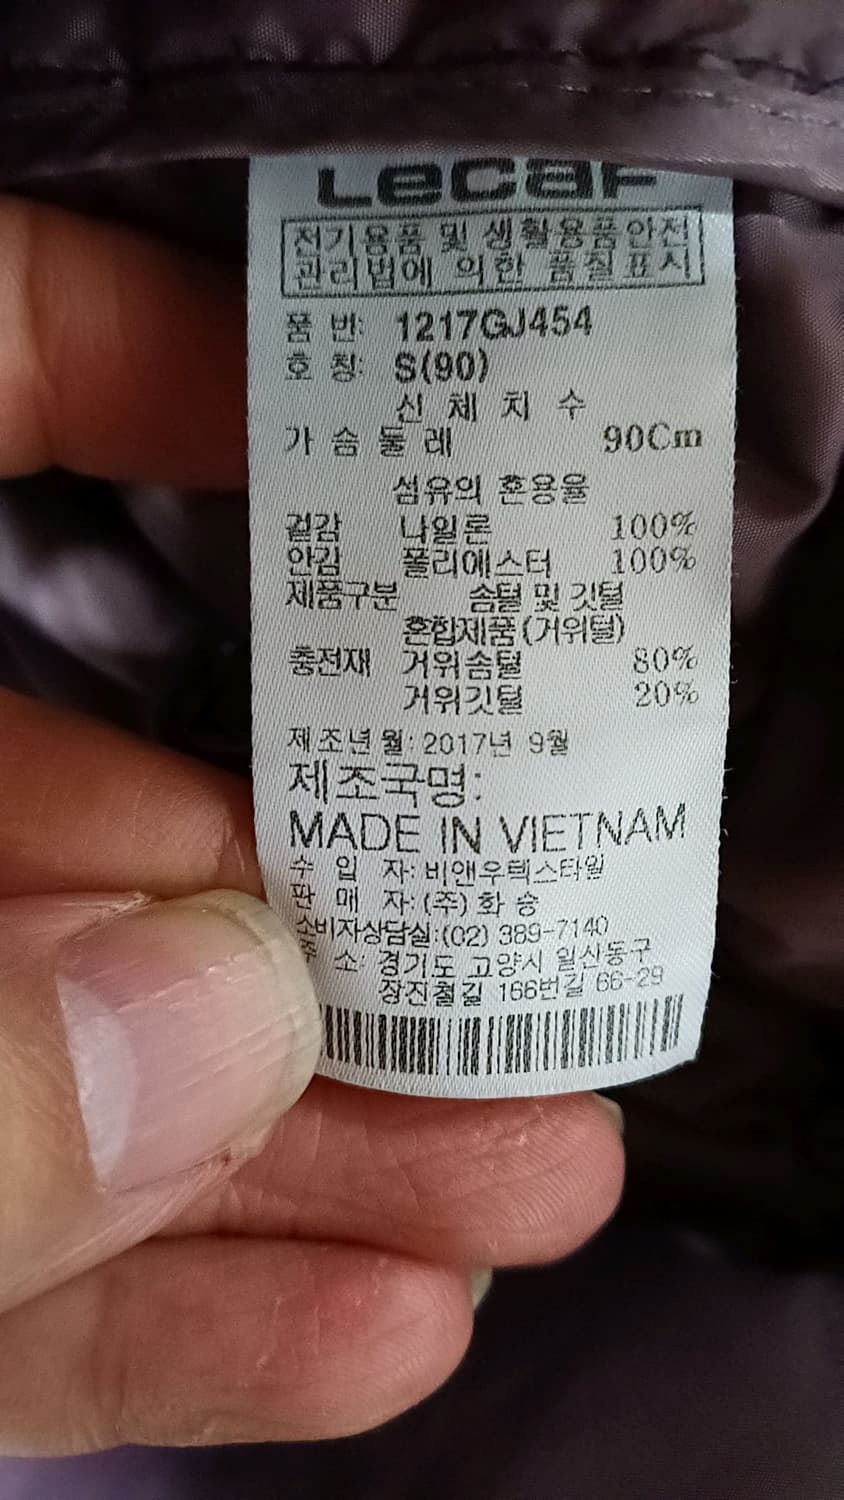 Lecaf
전기용품 및 생활용품안전
관리법에 의한 품질표시
품 번: 1217GJ454
호 칭: S(90)
신 체 치 수
가 슴 둘 레 90Cm
섬유의 혼용율
겉감 나일론 100%
안감 폴리에스터 100%
제품구분 솜털 및 깃털
혼합제품(거위털)
충전재 거위솜털 80%
거위깃털 20%
제조년월: 2017년 9월
제조국명:
MADE IN VIETNAM
수 입 자: 비앤우텍스타일
판 매 자: (주) 화 승
소비자상담실:(02) 389-7140
주 소: 경기도 고양시 일산동구
장진철길 166번길 66-29